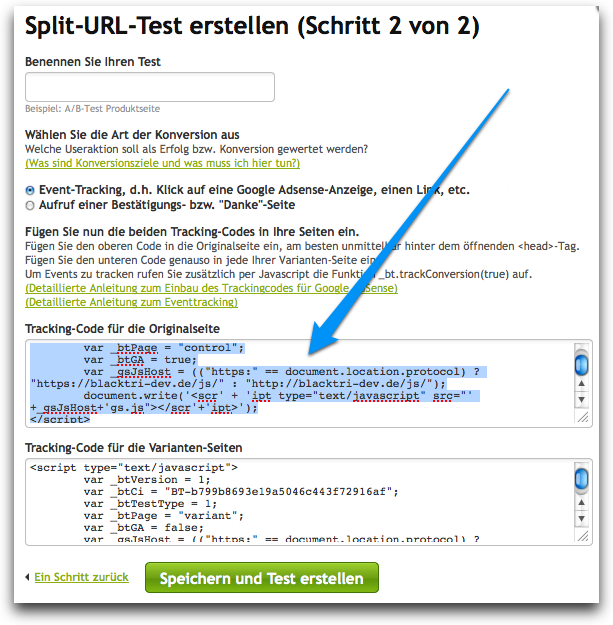 Split-URL-Test erstellen (Schritt 2 von 2)
Benennen Sie Ihren Test
Beispiel: A/B-Test Produktseite
Wählen Sie die Art der Konversion aus
Welche Useraktion soll als Erfolg bzw. Konversion gewertet werden?
(Was sind Konversionsziele und was muss ich hier tun?)
Event-Tracking, d.h. Klick auf eine Google Adsense-Anzeige, einen Link, etc.
Aufruf einer Bestätigungs- bzw. "Danke"-Seite
Fügen Sie nun die beiden Tracking-Codes in Ihre Seiten ein.
Fügen Sie den oberen Code in die Originalseite ein, am besten unmittelbar hinter dem öffnenden <head>-Tag.
Fügen Sie den unteren Code genauso in jede Ihrer Varianten-Seite ein
Um Events zu tracken rufen Sie zusätzlich per Javascript die Funktion _bt.trackConversion(true) auf.
(Detaillierte Anleitung zum Einbau des Trackingcodes für Google AdSense)
(Detaillierte Anleitung zum Eventtracking)
Tracking-Code für die Originalseite
var _btPage = "control";
var _btGA = true;
var _gsJsHost = (("https:" == document.location.protocol) ?
"https://blacktri-dev.de/js/" : "http://blacktri-dev.de/js/");
document.write('<scr' + 'ipt type="text/javascript" src="'
+_gsJsHost+'gs.js"></scr'+'ipt>');
</script>
Tracking-Code für die Varianten-Seiten
<script type="text/javascript">
var _btVersion = 1;
var _btCi = "BT-b799b8693e19a5046c443f72916af";
var _btTestType = 1;
var _btPage = "variant";
var _btGA = false;
var _gsJsHost = (("https:" == document.location.protocol) ?
Ein Schritt zurück
Speichern und Test erstellen